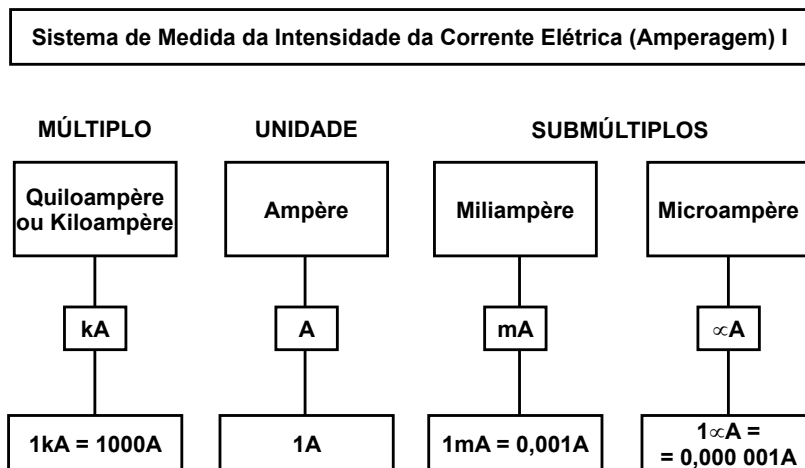 Sistema de Medida da Intensidade da Corrente Elétrica (Amperagem) I
MÚLTIPLO
UNIDADE
SUBMÚLTIPLOS
Quiloampère
ou Kiloampère
Ampère
Miliampère
Microampère
kA
A
mA
∝A
1kA = 1000A
1A
1mA = 0,001A
1∝A =
= 0,000 001A